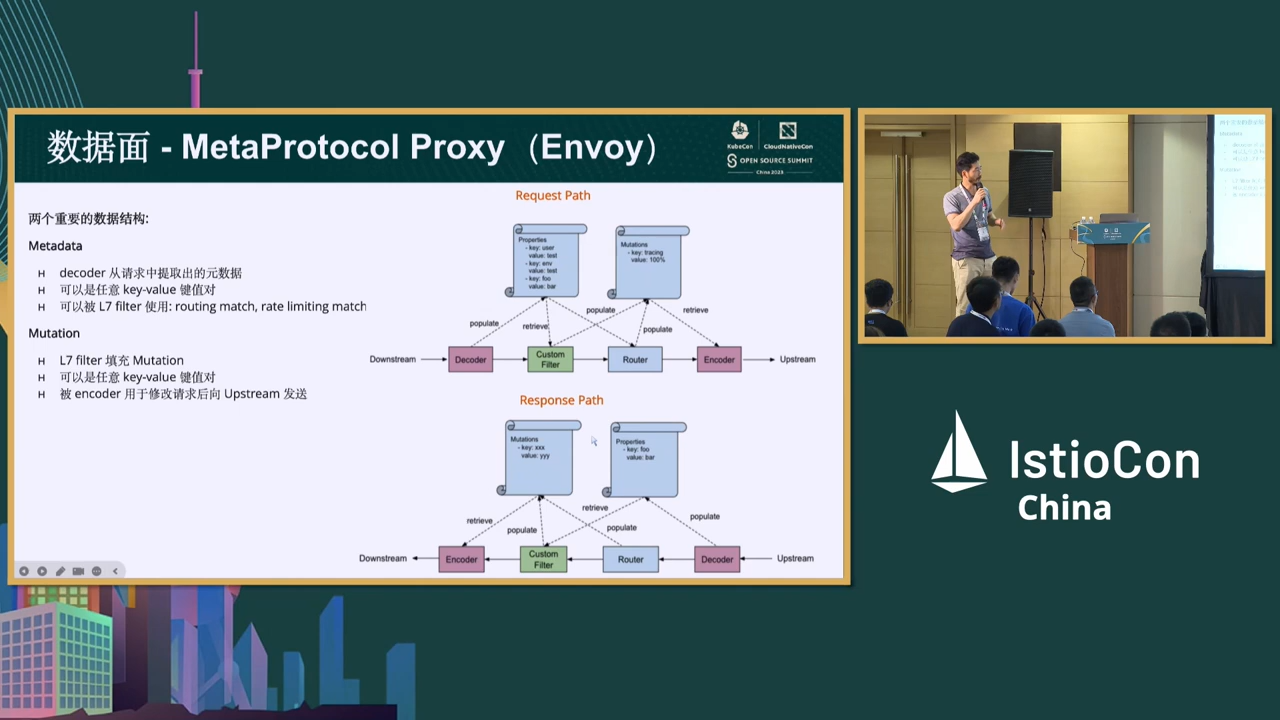 数据面 - MetaProtocol Proxy （Envoy）
KubeCon
CloudNativeCon
OPEN SOURCE SUMMIT
China 2023
两个重要的数据结构:
Metadata
H decoder 从请求中提取出的元数据
H 可以是任意 key-value 键值对
H 可以被 L7 filter 使用: routing match, rate limiting match
Mutation
H L7 filter 填充 Mutation
H 可以是任意 key-value 键值对
H 被 encoder 用于修改请求后向 Upstream 发送
Request Path
Properties
- key: user
value: test
- key: env
value: test
- key: foo
value: bar
Mutations
- key: tracing
value: 100%
populate
retrieve
populate
populate
retrieve
Downstream
Decoder
Custom
Filter
Router
Encoder
Upstream
Response Path
Mutations
- key: xxx
value: yyy
Properties
- key: foo
value: bar
retrieve
populate
retrieve
populate
populate
Downstream
Encoder
Custom
Filter
Router
Decoder
Upstream
IstioCon
China